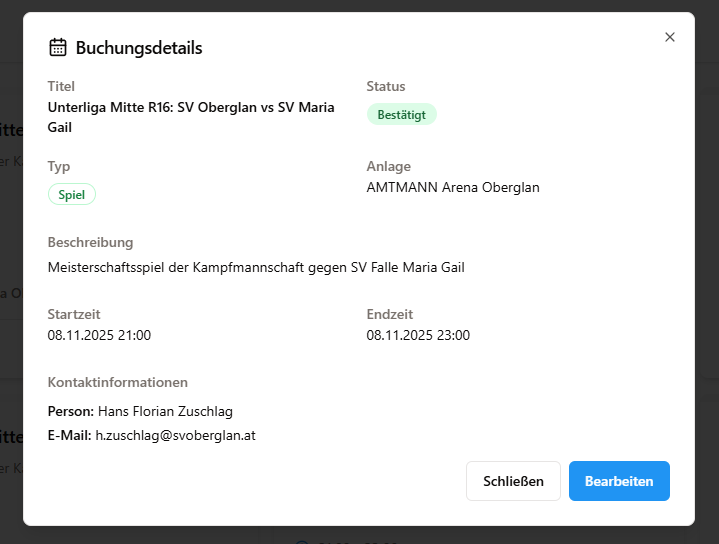 Buchungsdetails
Titel
Unterliga Mitte R16: SV Oberglan vs SV Maria
Gail
Status
Bestätigt
Typ
Spiel
Anlage
AMTMANN Arena Oberglan
Beschreibung
Meisterschaftsspiel der Kampfmannschaft gegen SV Falle Maria Gail
Startzeit
08.11.2025 21:00
Endzeit
08.11.2025 23:00
Kontaktinformationen
Person: Hans Florian Zuschlag
E-Mail: h.zuschlag@svoberglan.at
Schließen
Bearbeiten